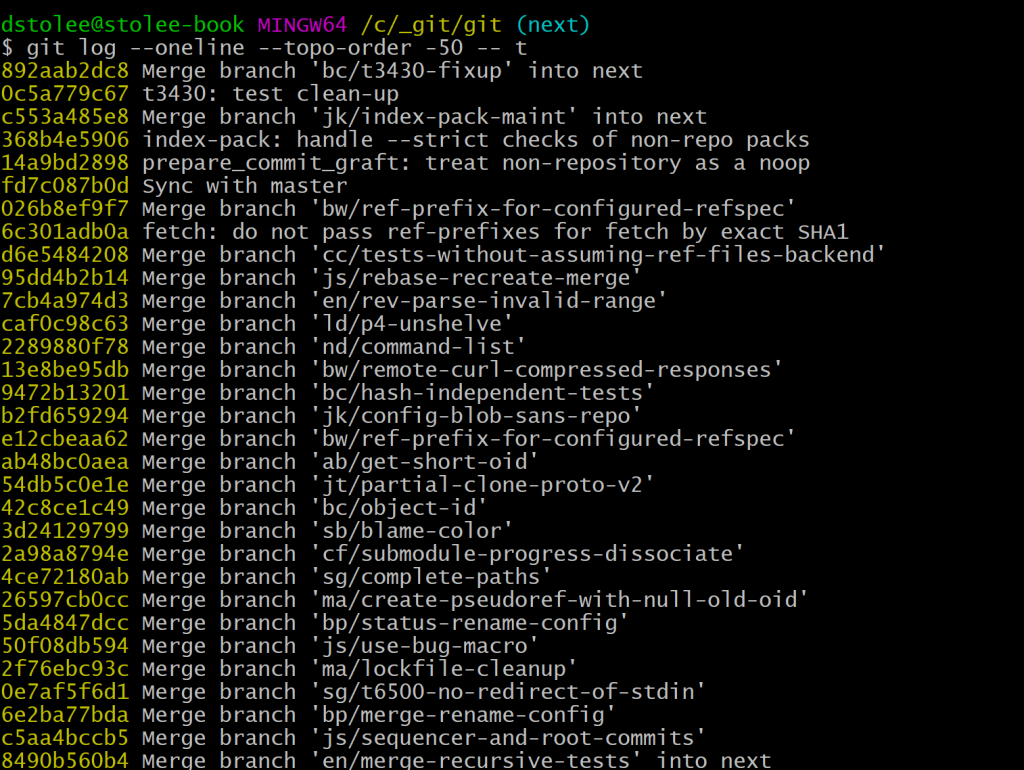 dstolee@stolee-book MINGW64 /c/_git/git (next)
$ git log --oneline --topo-order -50 -- t
892aab2dc8 Merge branch 'bc/t3430-fixup' into next
0c5a779c67 t3430: test clean-up
c553a485e8 Merge branch 'jk/index-pack-maint' into next
368b4e5906 index-pack: handle --strict checks of non-repo packs
14a9bd2898 prepare_commit_graft: treat non-repository as a noop
fd7c087b0d Sync with master
026b8ef9f7 Merge branch 'bw/ref-prefix-for-configured-refspec'
6c301adb0a fetch: do not pass ref-prefixes for fetch by exact SHA1
d6e5484208 Merge branch 'cc/tests-without-assuming-ref-files-backend'
95dd4b2b14 Merge branch 'js/rebase-recreate-merge'
7cb4a974d3 Merge branch 'en/rev-parse-invalid-range'
caf0c98c63 Merge branch 'ld/p4-unshelve'
2289880f78 Merge branch 'nd/command-list'
13e8be95db Merge branch 'bw/remote-curl-compressed-responses'
9472b13201 Merge branch 'bc/hash-independent-tests'
b2fd659294 Merge branch 'jk/config-blob-sans-repo'
e12cbeaa62 Merge branch 'bw/ref-prefix-for-configured-refspec'
ab48bc0aea Merge branch 'ab/get-short-oid'
54db5c0e1e Merge branch 'jt/partial-clone-proto-v2'
42c8ce1c49 Merge branch 'bc/object-id'
3d24129799 Merge branch 'sb/blame-color'
2a98a8794e Merge branch 'cf/submodule-progress-dissociate'
4ce72180ab Merge branch 'sg/complete-paths'
26597cb0cc Merge branch 'ma/create-pseudoref-with-null-old-oid'
5da4847dcc Merge branch 'bp/status-rename-config'
50f08db594 Merge branch 'js/use-bug-macro'
2f76ebc93c Merge branch 'ma/lockfile-cleanup'
0e7af5f6d1 Merge branch 'sg/t6500-no-redirect-of-stdin'
6e2ba77bda Merge branch 'bp/merge-rename-config'
c5aa4bccb5 Merge branch 'js/sequencer-and-root-commits'
8490b560b4 Merge branch 'en/merge-recursive-tests' into next